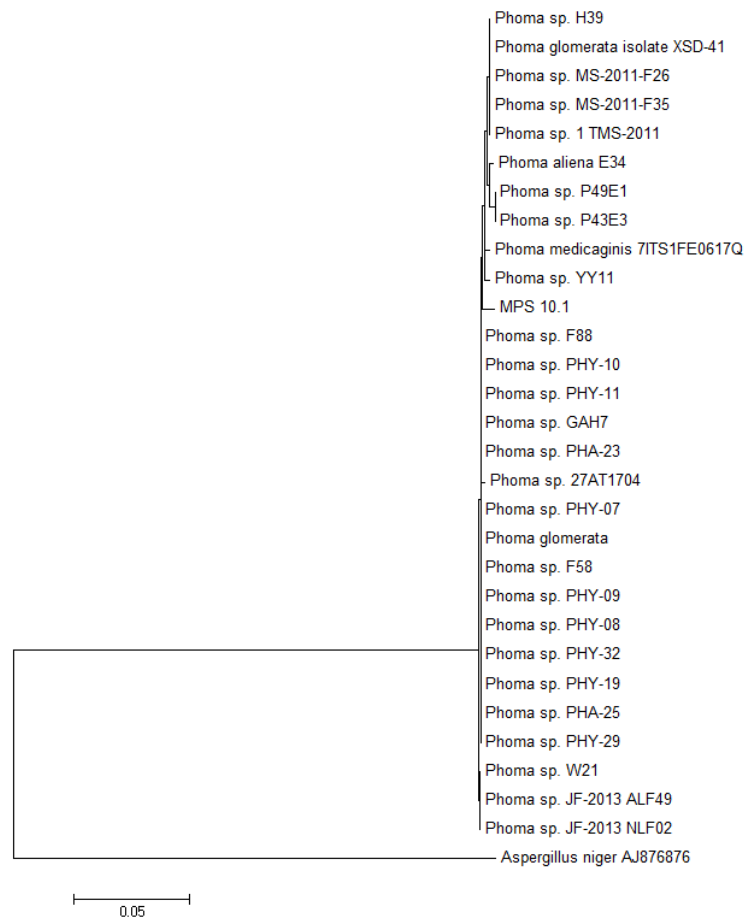 Phoma sp. H39
Phoma glomerata isolate XSD-41
Phoma sp. MS-2011-F26
Phoma sp. MS-2011-F35
Phoma sp. 1 TMS-2011
Phoma aliena E34
Phoma sp. P49E1
Phoma sp. P43E3
Phoma medicaginis 7ITS1FE0617Q
Phoma sp. YY11
MPS 10.1
Phoma sp. F88
Phoma sp. PHY-10
Phoma sp. PHY-11
Phoma sp. GAH7
Phoma sp. PHA-23
Phoma sp. 27AT1704
Phoma sp. PHY-07
Phoma glomerata
Phoma sp. F58
Phoma sp. PHY-09
Phoma sp. PHY-08
Phoma sp. PHY-32
Phoma sp. PHY-19
Phoma sp. PHA-25
Phoma sp. PHY-29
Phoma sp. W21
Phoma sp. JF-2013 ALF49
Phoma sp. JF-2013 NLF02
Aspergillus niger AJ876876
0.05